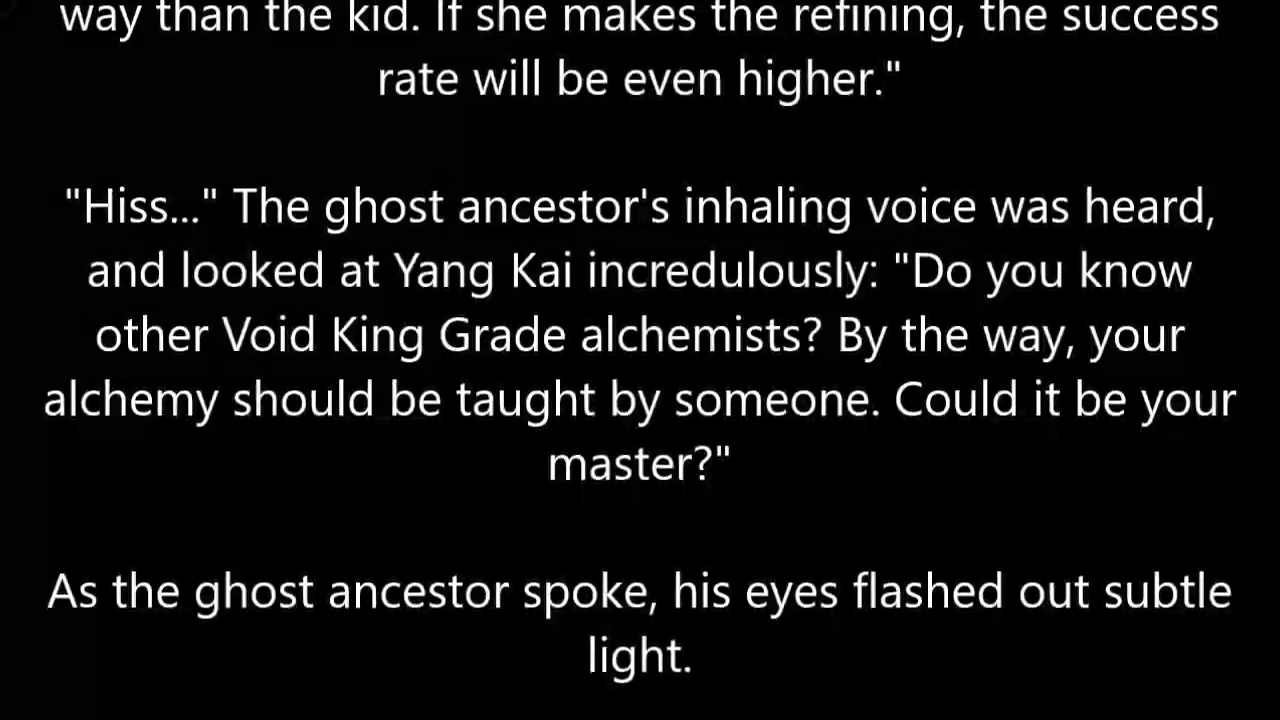 way than the kid. If she makes the refining, the success
rate will be even higher."
"Hiss..." The ghost ancestor's inhaling voice was heard,
and looked at Yang Kai incredulously: "Do you know
other Void King Grade alchemists? By the way, your
alchemy should be taught by someone. Could it be your
master?"
As the ghost ancestor spoke, his eyes flashed out subtle
light.